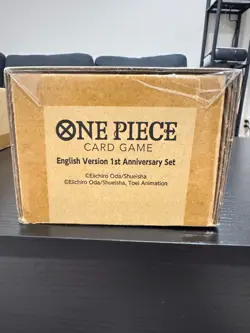 ONE PIECE
CARD GAME
English Version 1st Anniversary Set
©Eiichiro Oda/Shueisha
©Eiichiro Oda/Shueisha, Toei Animation